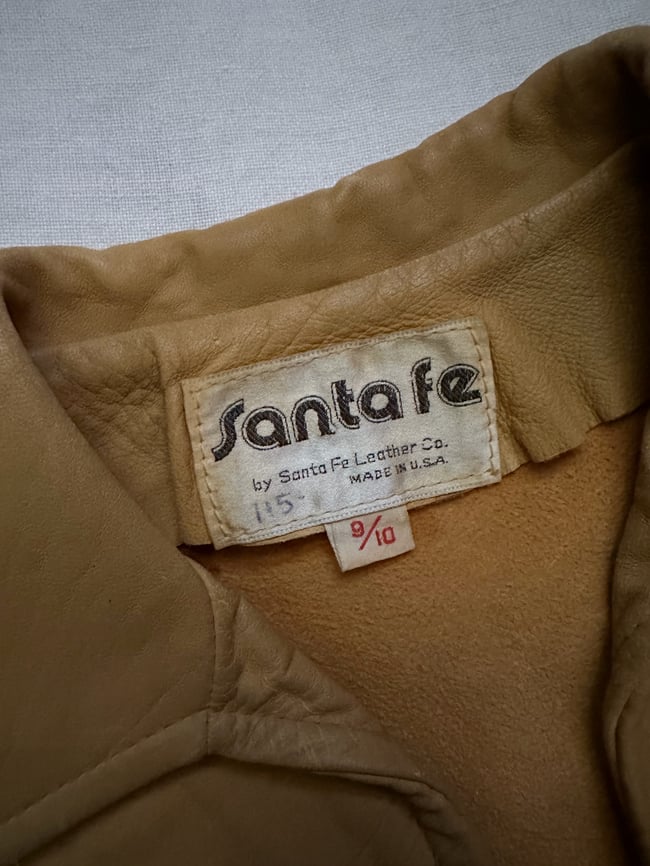 Santa Fe
by Santa Fe Leather Co.
MADE IN U.S.A.
115-
9/10